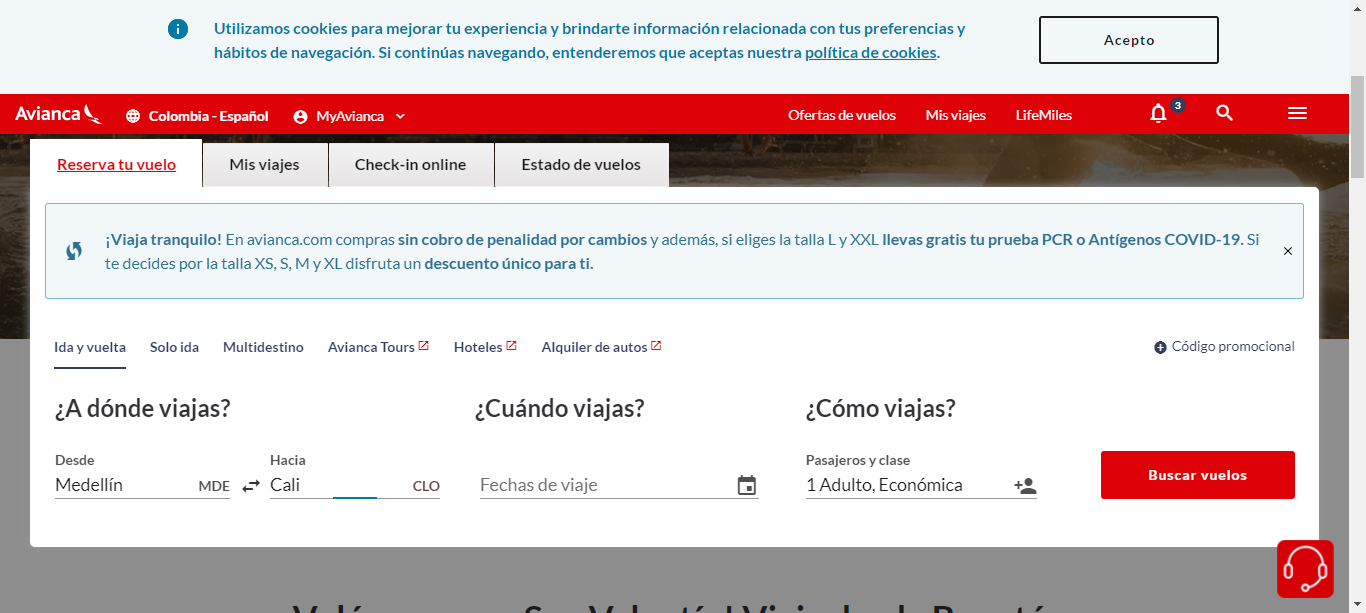 Utilizamos cookies para mejorar tu experiencia y brindarte información relacionada con tus preferencias y
hábitos de navegación. Si continúas navegando, entenderemos que aceptas nuestra política de cookies.
Acepto
Avianca
Colombia - Español
MyAvianca
Ofertas de vuelos
Mis viajes
LifeMiles
3
Reserva tu vuelo
Mis viajes
Check-in online
Estado de vuelos
¡Viaja tranquilo! En avianca.com compras sin cobro de penalidad por cambios y además, si eliges la talla L y XXL llevas gratis tu prueba PCR o Antígenos COVID-19. Si
te decides por la talla XS, S, M y XL disfruta un descuento único para ti.
Ida y vuelta
Solo ida
Multidestino
Avianca Tours
Hoteles
Alquiler de autos
Código promocional
¿A dónde viajas?
¿Cuándo viajas?
¿Cómo viajas?
Desde
Hacia
Pasajeros y clase
Medellín MDE
Cali CLO
Fechas de viaje
1 Adulto, Económica
Buscar vuelos